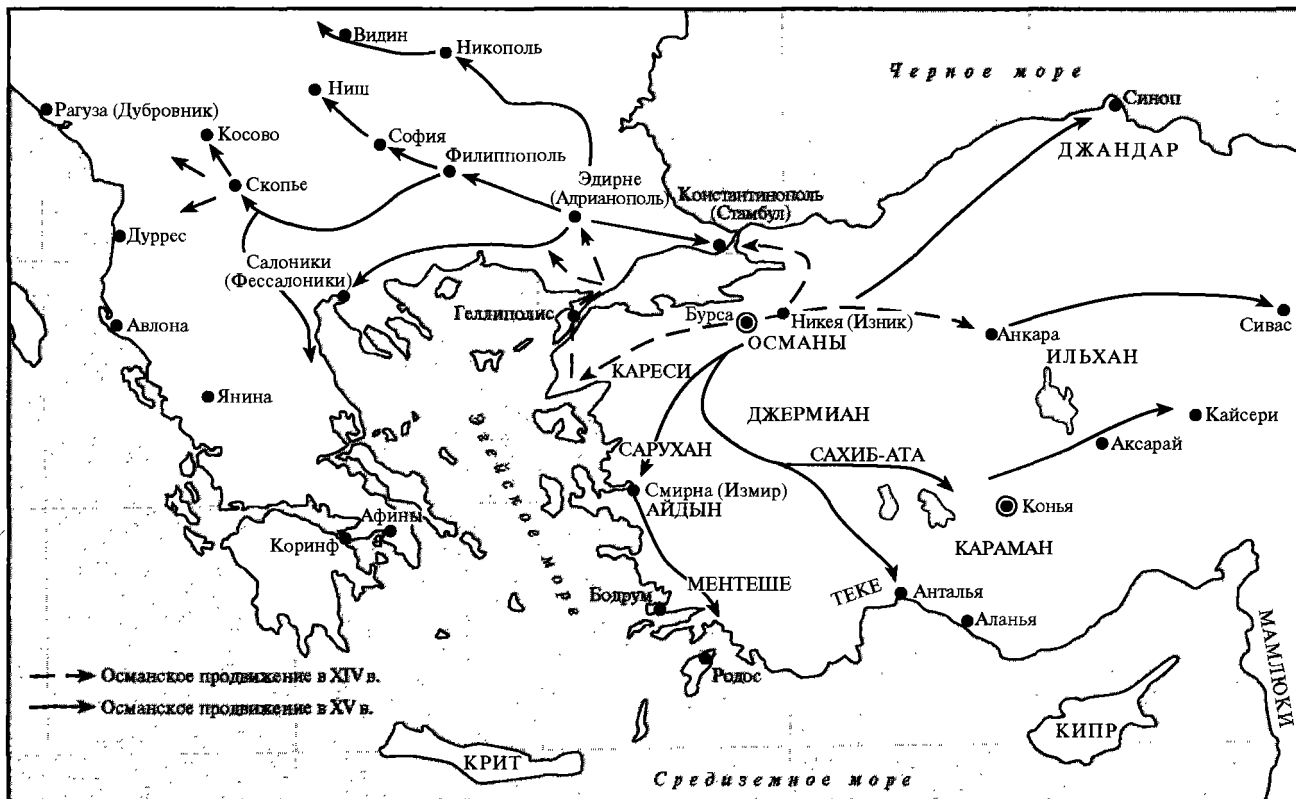 Видин
Никополь
Черное море
Ниш
Синоп
Рагуза (Дубровник)
Косово
София
Филиппополь
ДЖАНДАР
Скопье
Эдирне
(Адрианополь)
Константинополь
(Стамбул)
Дуррес
Салоники
(Фессалоники)
Геллиполис
Бурса
Никея (Изник)
Сивас
Авлона
Анкара
ОСМАНЫ
ИЛЬХАН
КАРЕСИ
Янина
ДЖЕРМИАН
Кайсери
Эгейское море
Аксарай
САРУХАН
САХИБ-АТА
Смирна (Измир)
АЙДЫН
Конья
Афины
Коринф
КАРАМАН
МЕНТЕШЕ
ТЕКЕ
Анталья
Бодрум
Аланья
МАМЛЮКИ
Родос
Османское продвижение в XIV в.
Османское продвижение в XV в.
КИПР
КРИТ
Средиземное море